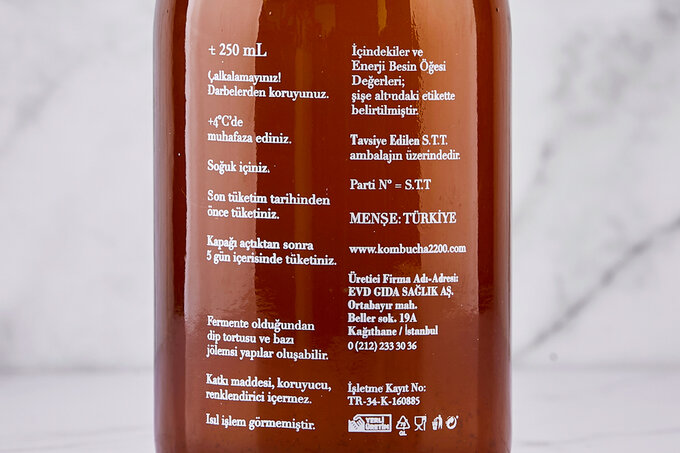 ± 250 mL
Çalkalamayınız!
Darbelerden koruyunuz.
+4°C'de
muhafaza ediniz.
Soğuk içiniz.
Son tüketim tarihinden
önce tüketiniz.
Kapağı açtıktan sonra
5 gün içerisinde tüketiniz.
Fermente olduğundan
dip tortusu ve bazı
jölemsi yapılar oluşabilir.
Katkı maddesi, koruyucu,
renklendirici içermez.
Isıl işlem görmemiştir.
İçindekiler ve
Enerji Besin Öğesi
Değerleri;
şişe altındaki etikette
belirtilmiştir.
Tavsiye Edilen S.T.T.
ambalajın üzerindedir.
Parti Nº = S.T.T
MENŞE: TÜRKİYE
www.kombucha2200.com
Üretici Firma Adı-Adresi:
EVD GIDA SAĞLIK AŞ.
Ortabayır mah.
Beller sok. 19A
Kağıthane / İstanbul
0 (212) 233 30 36
İşletme Kayıt No:
TR-34-K-160885
YERLİ
ÜRETİM
GL